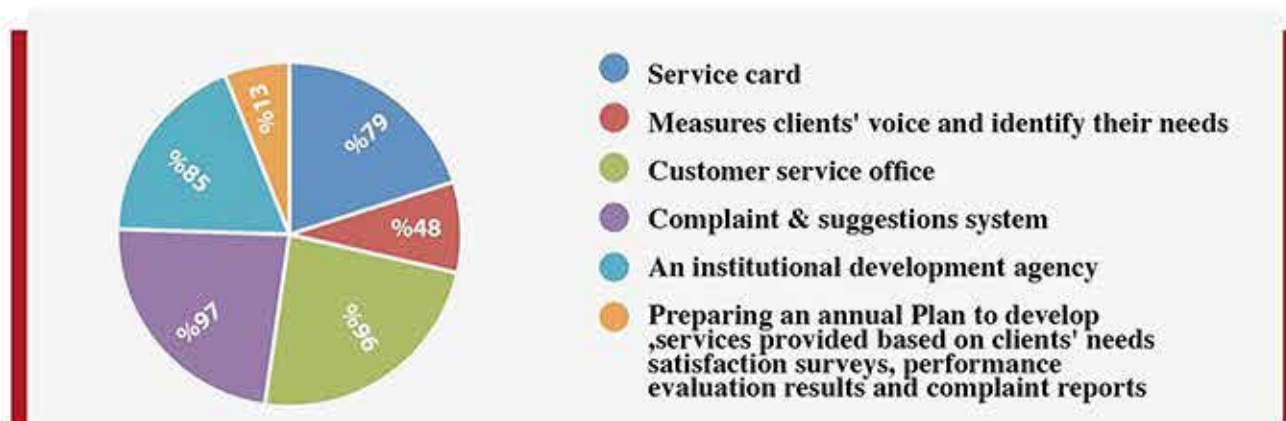 %79
%48
%96
%97
%85
%13
Service card
Measures clients' voice and identify their needs
Customer service office
Complaint & suggestions system
An institutional development agency
Preparing an annual Plan to develop
,services provided based on clients' needs
satisfaction surveys, performance
evaluation results and complaint reports